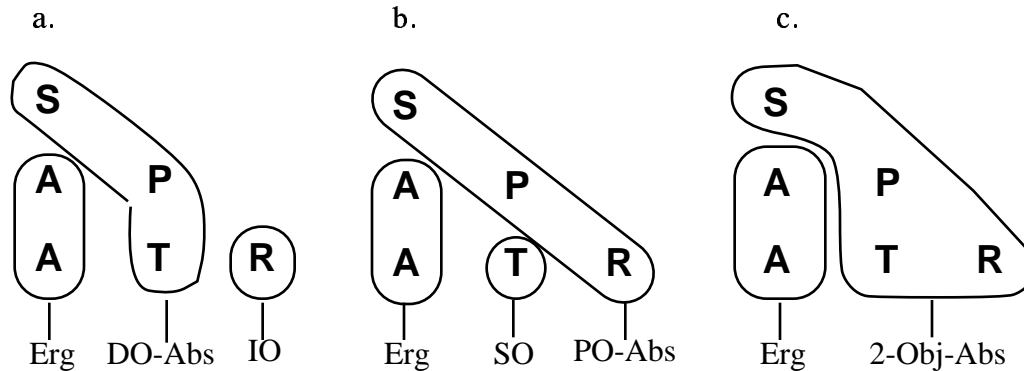 a. b. c.
S S S
A P A P A P
A T R A T R A T R
Erg DO-Abs IO Erg SO PO-Abs Erg 2-Obj-Abs